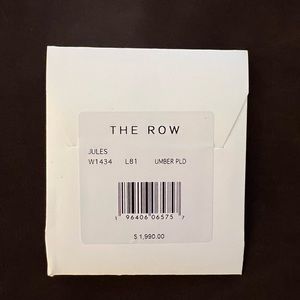 THE ROW
JULES
W1434 L81 UMBER PLD
1 96406 06575 7
$ 1,990.00